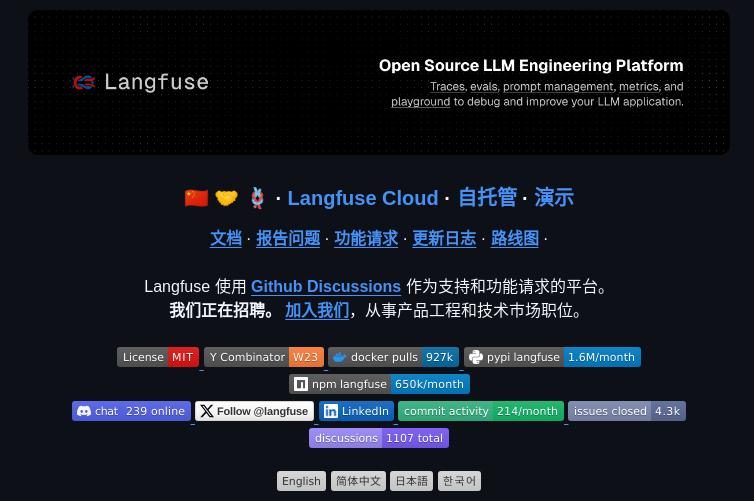 Langfuse
Open Source LLM Engineering Platform
Traces, evals, prompt management, metrics, and
playground to debug and improve your LLM application.
· Langfuse Cloud · 自托管 · 演示
文档 · 报告问题 · 功能请求 · 更新日志 · 路线图 ·
Langfuse 使用 Github Discussions 作为支持和功能请求的平台。
我们正在招聘。 加入我们，从事产品工程和技术市场职位。
License MIT Y Combinator W23 docker pulls 927k pypi langfuse 1.6M/month
npm langfuse 650k/month
chat 239 online Follow @langfuse LinkedIn commit activity 214/month issues closed 4.3k
discussions 1107 total
English 简体中文 日本語 한국어